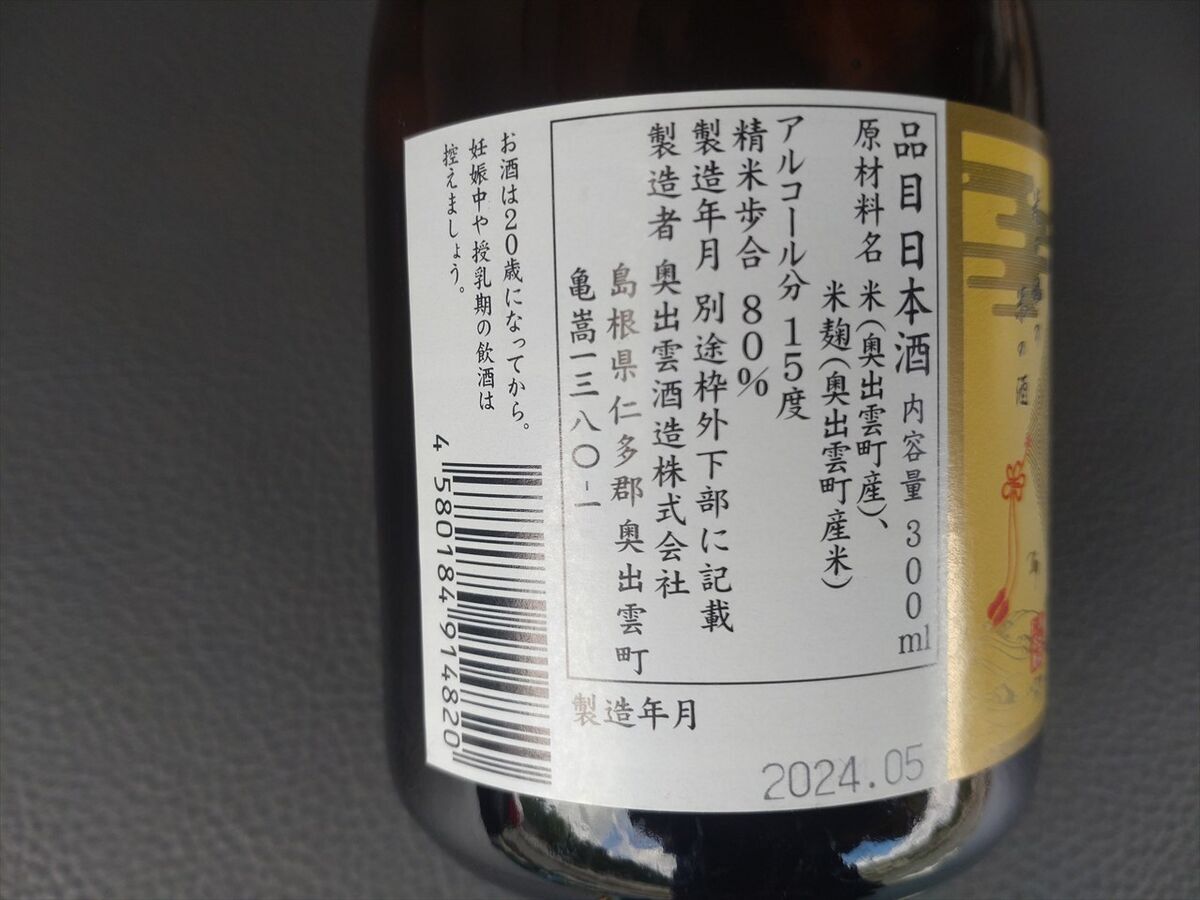 品目 日本酒 内容量 300ml
原材料名 米(奥出雲町産)、
米麹(奥出雲町産米)
アルコール分 15度
精米歩合 80%
製造年月 別途枠外下部に記載
製造者 奥出雲酒造株式会社
島根県仁多郡奥出雲町
亀嵩一三八〇-一
製造年月
2024.05
お酒は20歳になってから。
妊娠中や授乳期の飲酒は
控えましょう。
4 580184 914820
の酒